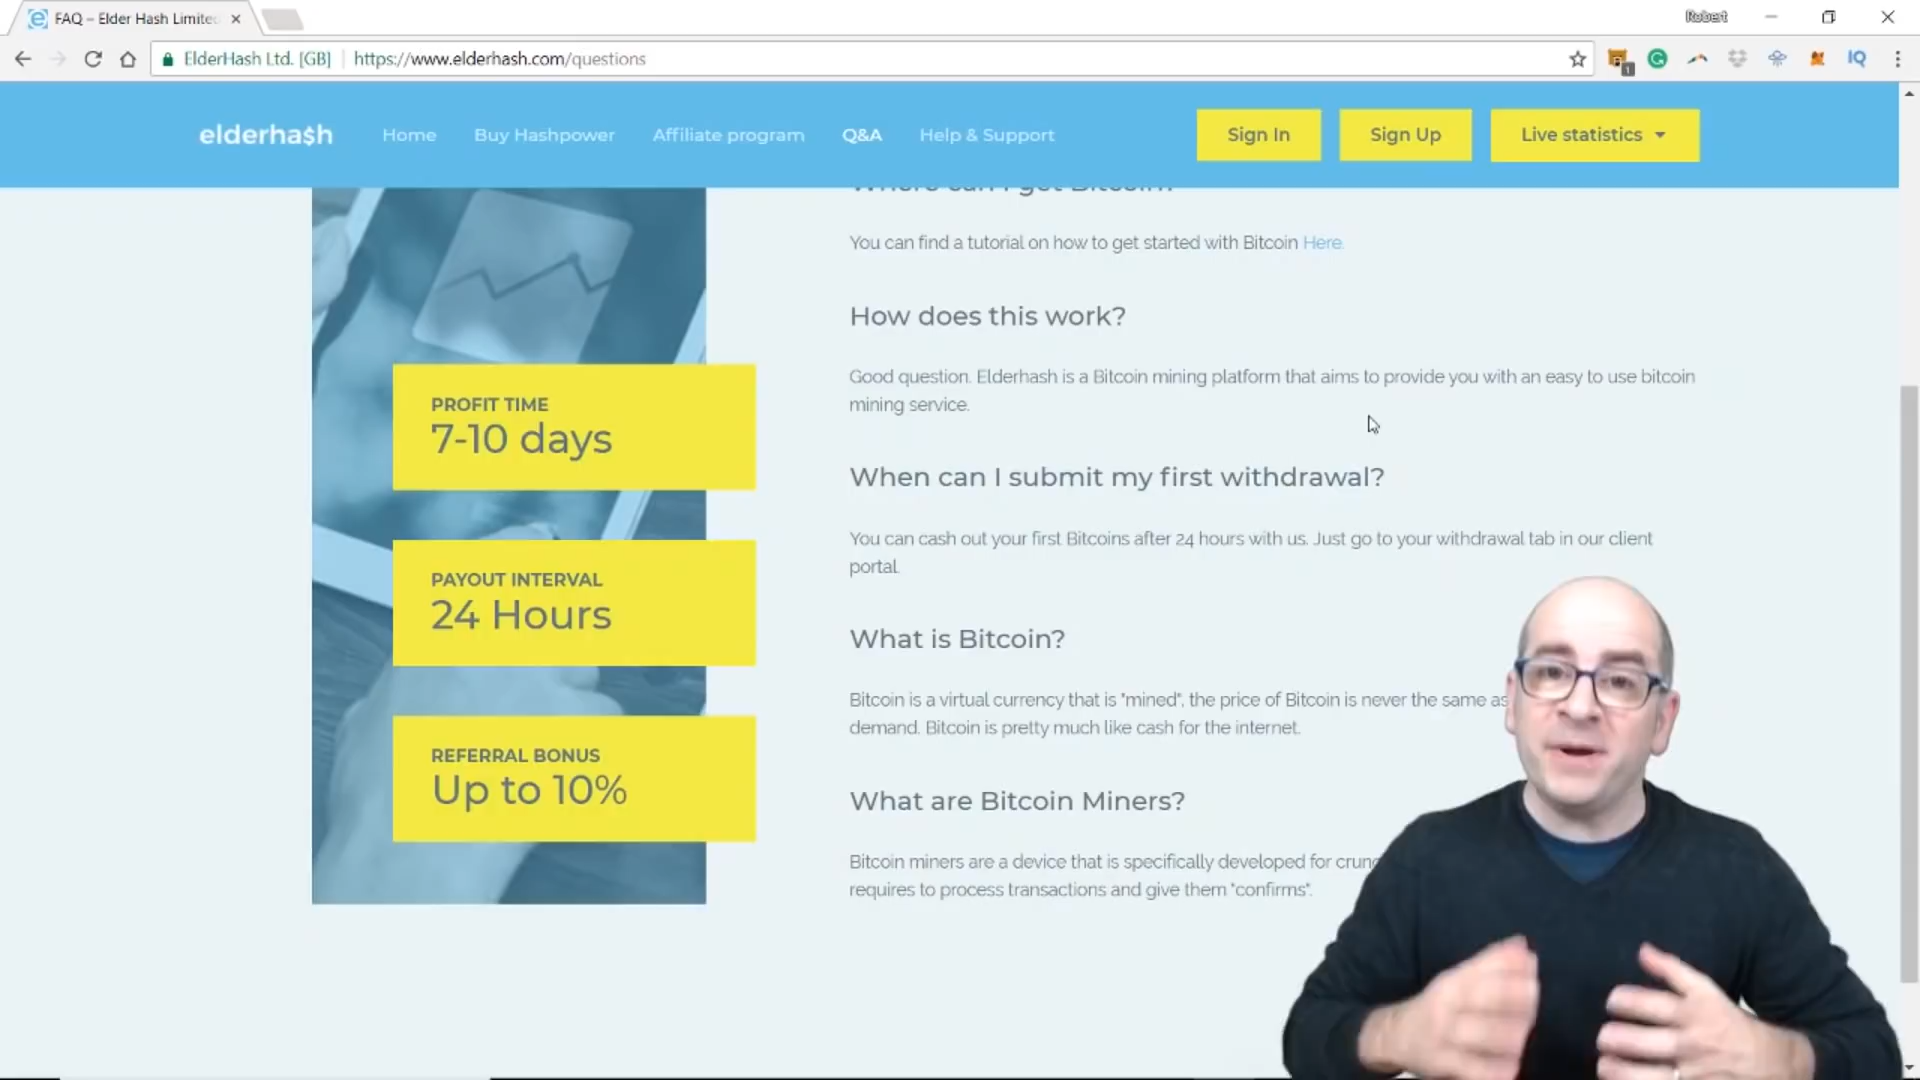 FAQ – Elder Hash Limite
Robert
ElderHash Ltd. [GB]
https://www.elderhash.com/questions
1
IQ
elderha$h
Home
Buy Hashpower
Affiliate program
Q&A
Help & Support
Sign In
Sign Up
Live statistics
Where can I get Bitcoin?
You can find a tutorial on how to get started with Bitcoin Here.
How does this work?
Good question. Elderhash is a Bitcoin mining platform that aims to provide you with an easy to use bitcoin
mining service.
When can I submit my first withdrawal?
You can cash out your first Bitcoins after 24 hours with us. Just go to your withdrawal tab in our client
portal.
What is Bitcoin?
Bitcoin is a virtual currency that is "mined", the price of Bitcoin is never the same as
demand. Bitcoin is pretty much like cash for the internet.
What are Bitcoin Miners?
Bitcoin miners are a device that is specifically developed for crunc
requires to process transactions and give them "confirms".
PROFIT TIME
7-10 days
PAYOUT INTERVAL
24 Hours
REFERRAL BONUS
Up to 10%